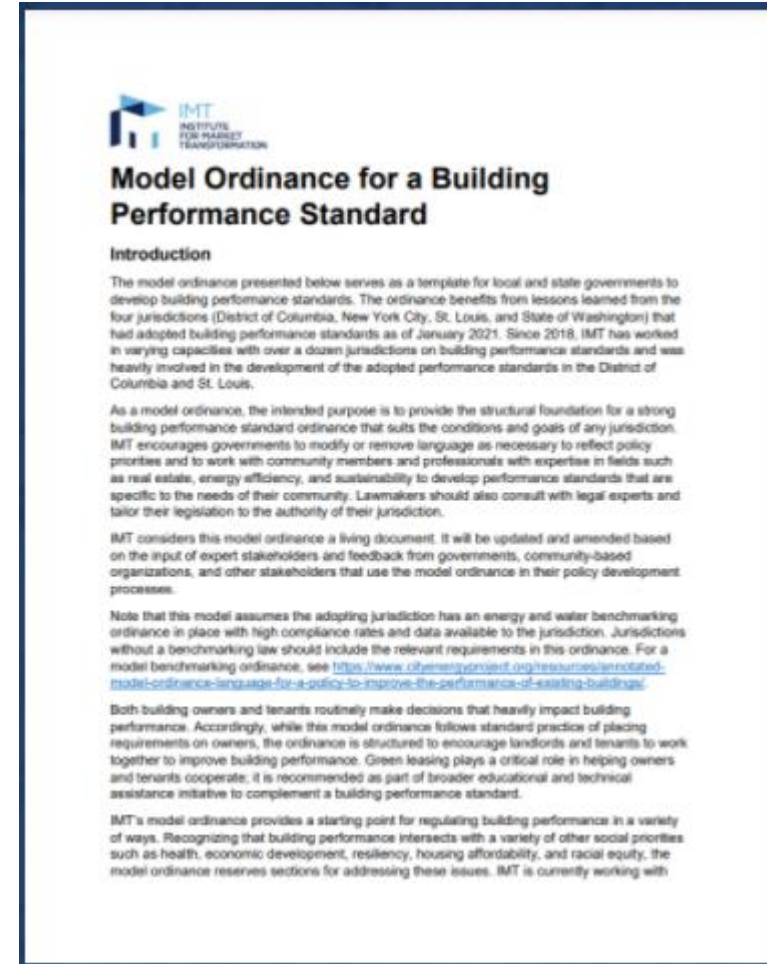 IMT
INSTITUTE
FOR MARKET
TRANSFORMATION
Model Ordinance for a Building
Performance Standard
Introduction
The model ordinance presented below serves as a template for local and state governments to
develop building performance standards. The ordinance benefits from lessons learned from the
four jurisdictions (District of Columbia, New York City, St. Louis, and State of Washington) that
had adopted building performance standards as of January 2021. Since 2018, IMT has worked
in varying capacities with over a dozen jurisdictions on building performance standards and was
heavily involved in the development of the adopted performance standards in the District of
Columbia and St. Louis.
As a model ordinance, the intended purpose is to provide the structural foundation for a strong
building performance standard ordinance that suits the conditions and goals of any jurisdiction.
IMT encourages governments to modify or remove language as necessary to reflect policy
priorities and to work with community members and professionals with expertise in fields such
as real estate, energy efficiency, and sustainability to develop performance standards that are
specific to the needs of their community. Lawmakers should also consult with legal experts and
tailor their legislation to the authority of their jurisdiction.
IMT considers this model ordinance a living document. It will be updated and amended based
on the input of expert stakeholders and feedback from governments, community-based
organizations, and other stakeholders that use the model ordinance in their policy development
processes.
Note that this model assumes the adopting jurisdiction has an energy and water benchmarking
ordinance in place with high compliance rates and data available to the jurisdiction. Jurisdictions
without a benchmarking law should include the relevant requirements in this ordinance. For a
model benchmarking ordinance, see https://www.cityenergyproject.org/resources/annotated-
model-ordinance-language-for-a-policy-to-improve-the-performance-of-existing-buildings/.
Both building owners and tenants routinely make decisions that heavily impact building
performance. Accordingly, while this model ordinance follows standard practice of placing
requirements on owners, the ordinance is structured to encourage landlords and tenants to work
together to improve building performance. Green leasing plays a critical role in helping owners
and tenants cooperate; it is recommended as part of broader educational and technical
assistance initiative to complement a building performance standard.
IMT's model ordinance provides a starting point for regulating building performance in a variety
of ways. Recognizing that building performance intersects with a variety of other social priorities
such as health, economic development, resiliency, housing affordability, and racial equity, the
model ordinance reserves sections for addressing these issues. IMT is currently working with